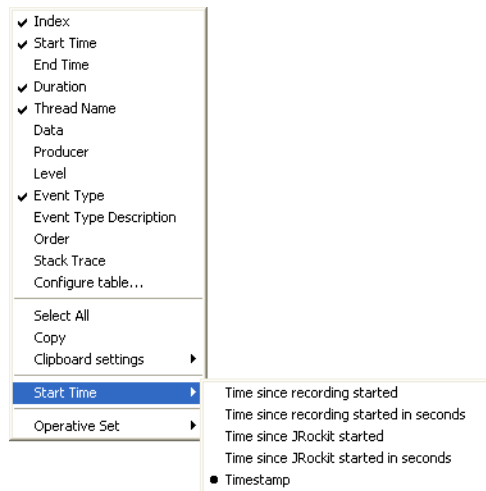 Index
Start Time
End Time
Duration
Thread Name
Data
Producer
Level
Event Type
Event Type Description
Order
Stack Trace
Configure table...
Select All
Copy
Clipboard settings
Start Time
Operative Set
Time since recording started
Time since recording started in seconds
Time since JRockit started
Time since JRockit started in seconds
Timestamp